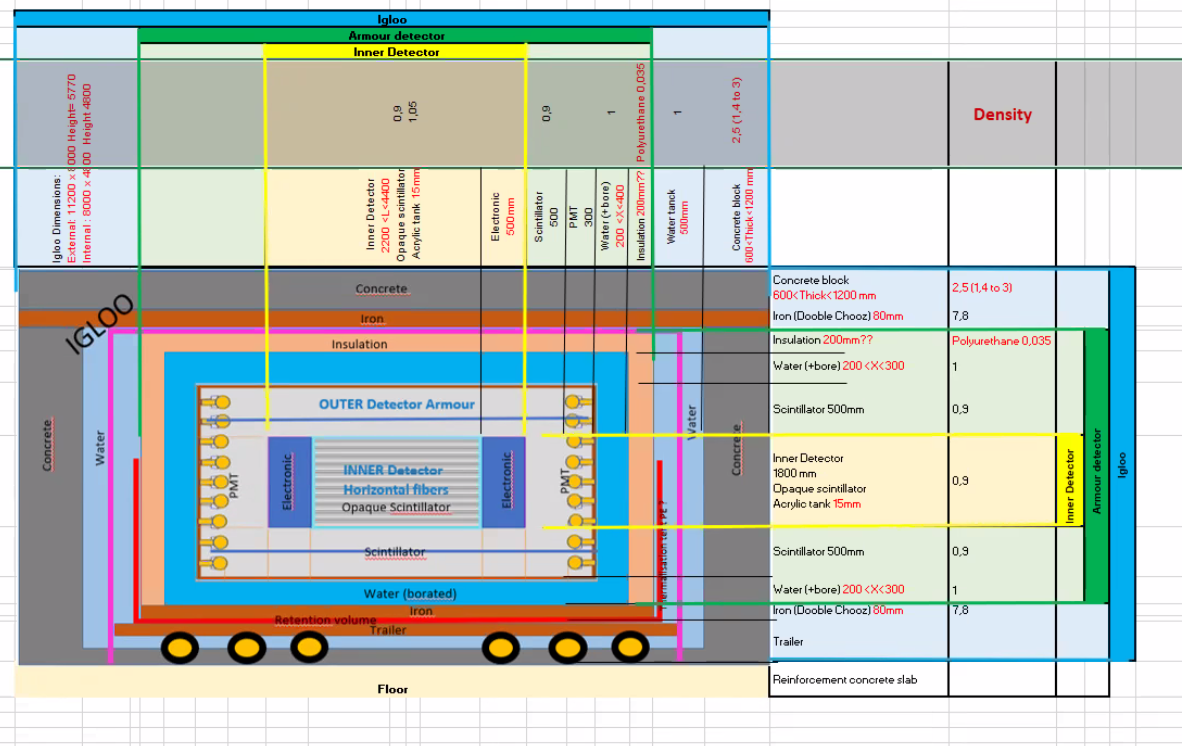 Igloo
Armour detector
Inner Detector
Igloo Dimensions:
External: 11200 x 8000 Height= 5770
Internal : 8000 x 4800 Height 4800
0,9
1,05
0,9
1
Polyurethane 0,035
1
2,5 (1,4 to 3)
Density
Inner Detector
2200 <L<4400
Opaque scintillator
Acrylic tank 15mm
Electronic
500mm
Scintillator
500
PMT
300
Water (+bore)
200 <X<400
Insulation 200mm??
Water tanck
500mm
Concrete block
600<Thick<1200 mm
IGLOO
Concrete
Iron
Insulation
OUTER Detector Armour
Concrete
Water
PMT
Electronic
INNER Detector
Horizontal fibers
Opaque Scintillator
Electronic
PMT
Water
Concrete
Scintillator
Water (borated)
Iron
Retention volume
Trailer
Floor
Concrete block
600<Thick<1200 mm 2,5 (1,4 to 3)
Iron (Dooble Chooz) 80mm 7,8
Insulation 200mm?? Polyurethane 0,035
Water (+bore) 200 <X<300 1
Scintillator 500mm 0,9
Inner Detector
1800 mm
Opaque scintillator 0,9
Acrylic tank 15mm
Scintillator 500mm 0,9
Water (+bore) 200 <X<300 1
Iron (Dooble Chooz) 80mm 7,8
Trailer
Reinforcement concrete slab
Inner Detector
Armour detector
Igloo